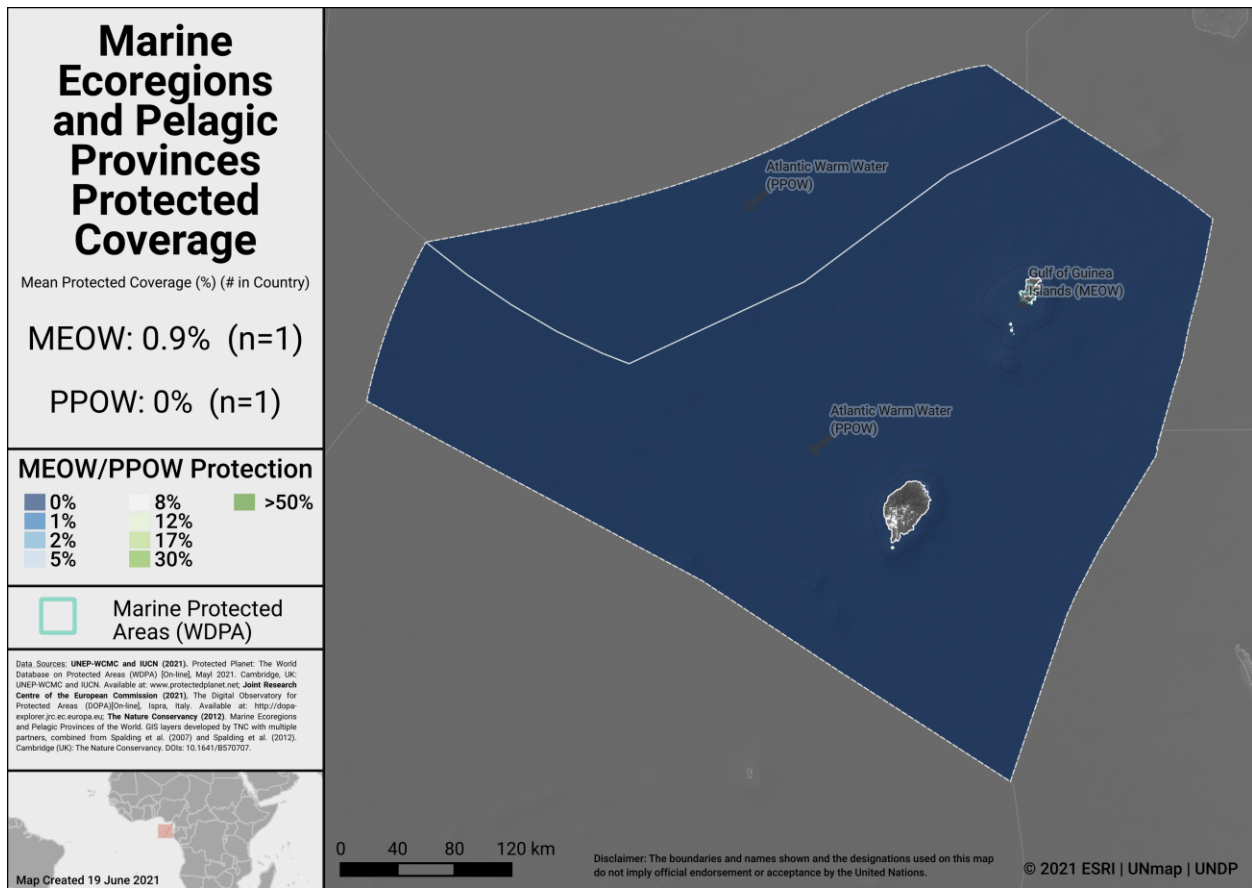 Marine
Ecoregions
and Pelagic
Provinces
Protected
Coverage
Mean Protected Coverage (%) (# in Country)
MEOW: 0.9% (n=1)
PPOW: 0% (n=1)
MEOW/PPOW Protection
0% 8% >50%
1% 12%
2% 17%
5% 30%
Marine Protected
Areas (WDPA)
Data Sources: UNEP-WCMC and IUCN (2021). Protected Planet: The World
Database on Protected Areas (WDPA) [On-line], Mayl 2021. Cambridge, UK:
UNEP-WCMC and IUCN. Available at: www.protectedplanet.net; Joint Research
Centre of the European Commission (2021), The Digital Observatory for
Protected Areas (DOPA)[On-line], Ispra, Italy. Available at: http://dopa-
explorer.jrc.ec.europa.eu; The Nature Conservancy (2012). Marine Ecoregions
and Pelagic Provinces of the World. GIS layers developed by TNC with multiple
partners, combined from Spalding et al. (2007) and Spalding et al. (2012).
Cambridge (UK): The Nature Conservancy. DOIs: 10.1641/B570707.
Map Created 19 June 2021
Atlantic Warm Water
(PPOW)
Gulf of Guinea
Islands (MEOW)
Atlantic Warm Water
(PPOW)
0 40 80 120 km
Disclaimer: The boundaries and names shown and the designations used on this map
do not imply official endorsement or acceptance by the United Nations.
© 2021 ESRI | UNmap | UNDP